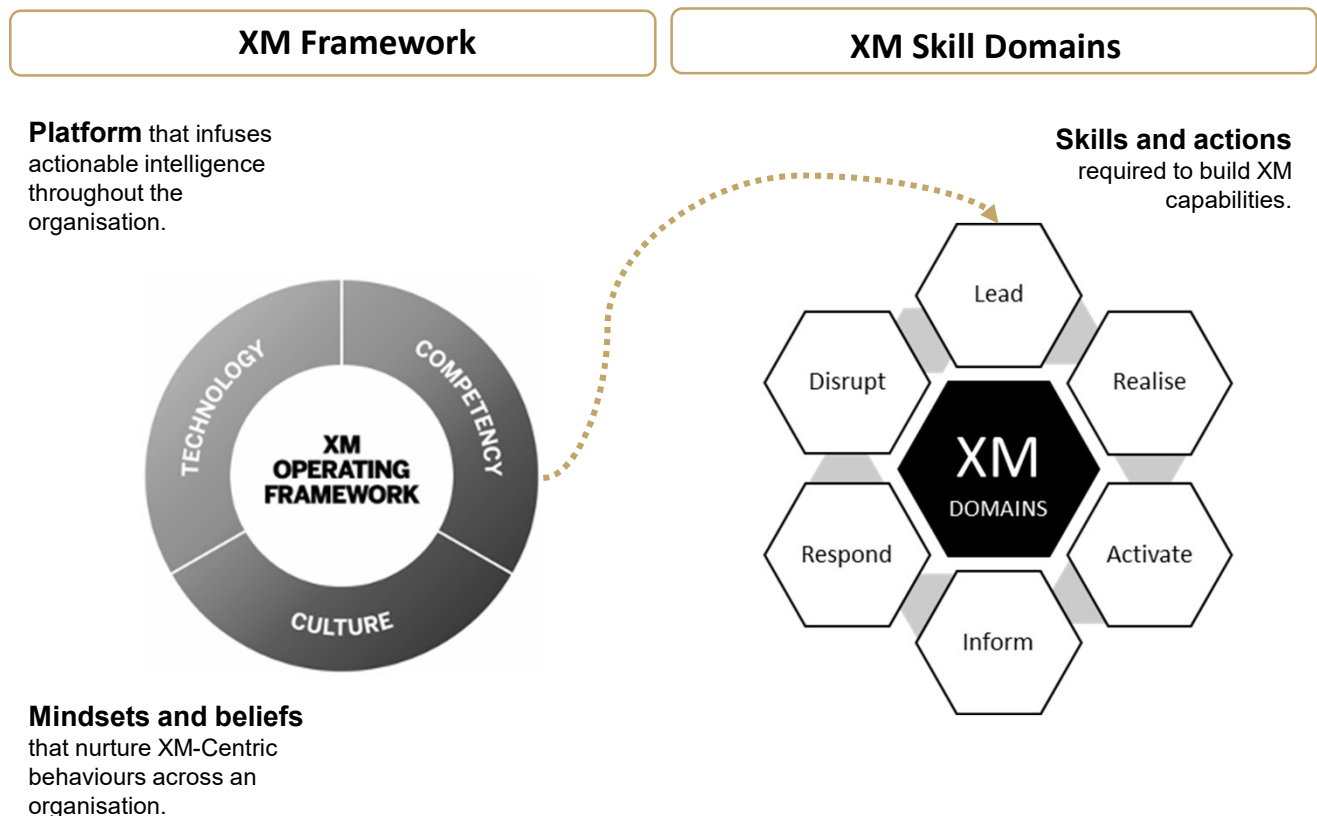 XM Framework
XM Skill Domains
Platform that infuses
actionable intelligence
throughout the
organisation.
Skills and actions
required to build XM
capabilities.
TECHNOLOGY
COMPETENCY
CULTURE
XM
OPERATING
FRAMEWORK
Lead
Disrupt
Realise
XM
DOMAINS
Respond
Activate
Inform
Mindsets and beliefs
that nurture XM-Centric
behaviours across an
organisation.